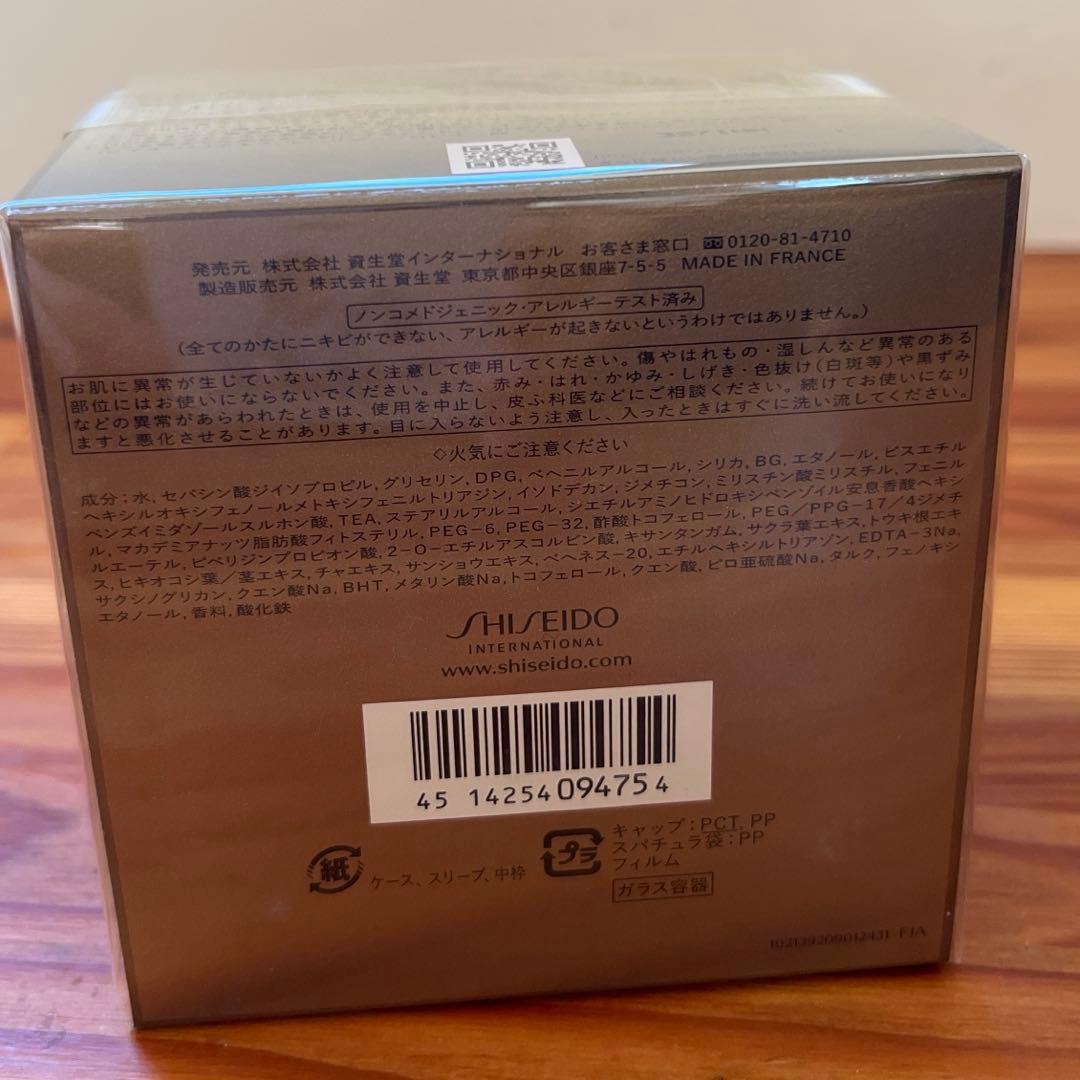 発売元 株式会社 資生堂インターナショナル お客さま窓口 0120-81-4710
製造販売元 株式会社 資生堂 東京都中央区銀座7-5-5 MADE IN FRANCE
ノンコメドジェニック・アレルギーテスト済み
(全てのかたにニキビができない、アレルギーが起きないというわけではありません。)
お肌に異常が生じていないかよく注意して使用してください。傷やはれもの・湿しんなど異常のある
部位にはお使いにならないでください。また、赤み・はれ・かゆみ・しげき・色抜け(白斑等)や黒ずみ
などの異常があらわれたときは、使用を中止し、皮ふ科医などにご相談ください。続けてお使いになり
ますと悪化させることがあります。目に入らないよう注意し、入ったときはすぐに洗い流してください。
◇火気にご注意ください
成分:水,セバシン酸ジイソプロピル,グリセリン,DPG,ベヘニルアルコール,シリカ,BG,エタノール,ビスエチル
ヘキシルオキシフェノールメトキシフェニルトリアジン,イソドデカン,ジメチコン,ミリスチン酸ミリスチル,フェニル
ベンズイミダゾールスルホン酸,TEA,ステアリルアルコール,ジエチルアミノヒドロキシベンゾイル安息香酸ヘキシ
ル,マカデミアナッツ脂肪酸フィトステリル,PEG-6,PEG-32,酢酸トコフェロール,PEG/PPG-17/4ジメチ
ルエーテル,ピペリジンプロピオン酸,2-O-エチルアスコルビン酸,キサンタンガム,サクラ葉エキス,トウキ根エキ
ス,ヒキオコシ葉/茎エキス,チャエキス,サンショウエキス,ベヘネス-20,エチルヘキシルトリアゾン,EDTA-3Na,
サクシノグリカン,クエン酸Na,BHT,メタリン酸Na,トコフェロール,クエン酸,ピロ亜硫酸Na,タルク,フェノキシ
エタノール,香料,酸化鉄
SHISEIDO
INTERNATIONAL
www.shiseido.com
45 14254 09475 4
紙 ケース、スリーブ、中枠
プラ キャップ:PCT, PP
スパチュラ袋:PP
フィルム
ガラス容器
102139209012431 FJA